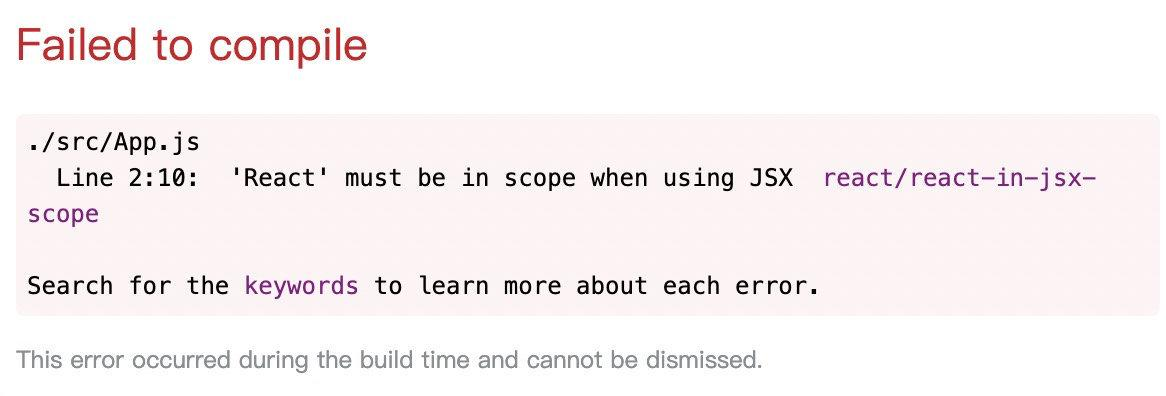 Failed to compile
./src/App.js
Line 2:10:  'React' must be in scope when using JSX  react/react-in-jsx-
scope
Search for the keywords to learn more about each error.
This error occurred during the build time and cannot be dismissed.